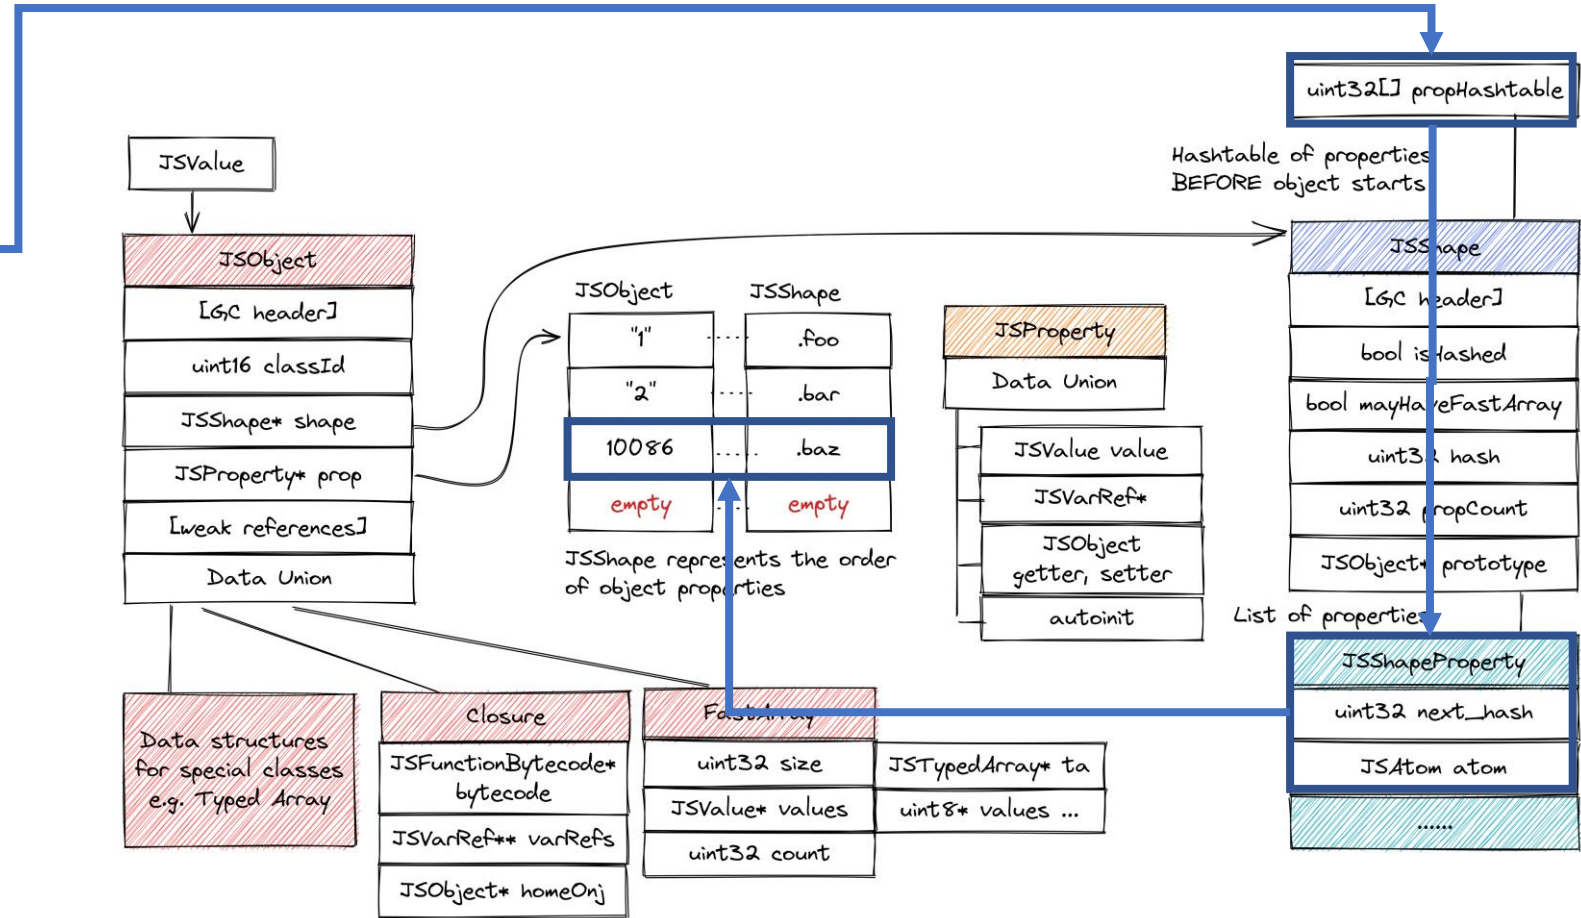 uint32[] propHashtable
Hashtable of properties
BEFORE object starts
JSValue
JSObject
[GC header]
uint16 classId
JSShape* shape
JSProperty* prop
[weak references]
Data Union
JSObject
JSShape
"1"
.foo
"2"
.bar
10086
.baz
empty
empty
JSShape represents the order
of object properties
JSProperty
Data Union
JSValue value
JSVarRef*
JSObject
getter, setter
autoinit
JSShape
[GC header]
bool isHashed
bool mayHaveFastArray
uint32 hash
uint32 propCount
JSObject* prototype
List of properties
JSShapeProperty
uint32 next_hash
JSAtom atom
......
Data structures
for special classes
e.g. Typed Array
Closure
JSFunctionBytecode*
bytecode
JSVarRef** varRefs
JSObject* homeOnj
FastArray
uint32 size
JSValue* values
uint32 count
JSTypedArray* ta
uint8* values ...